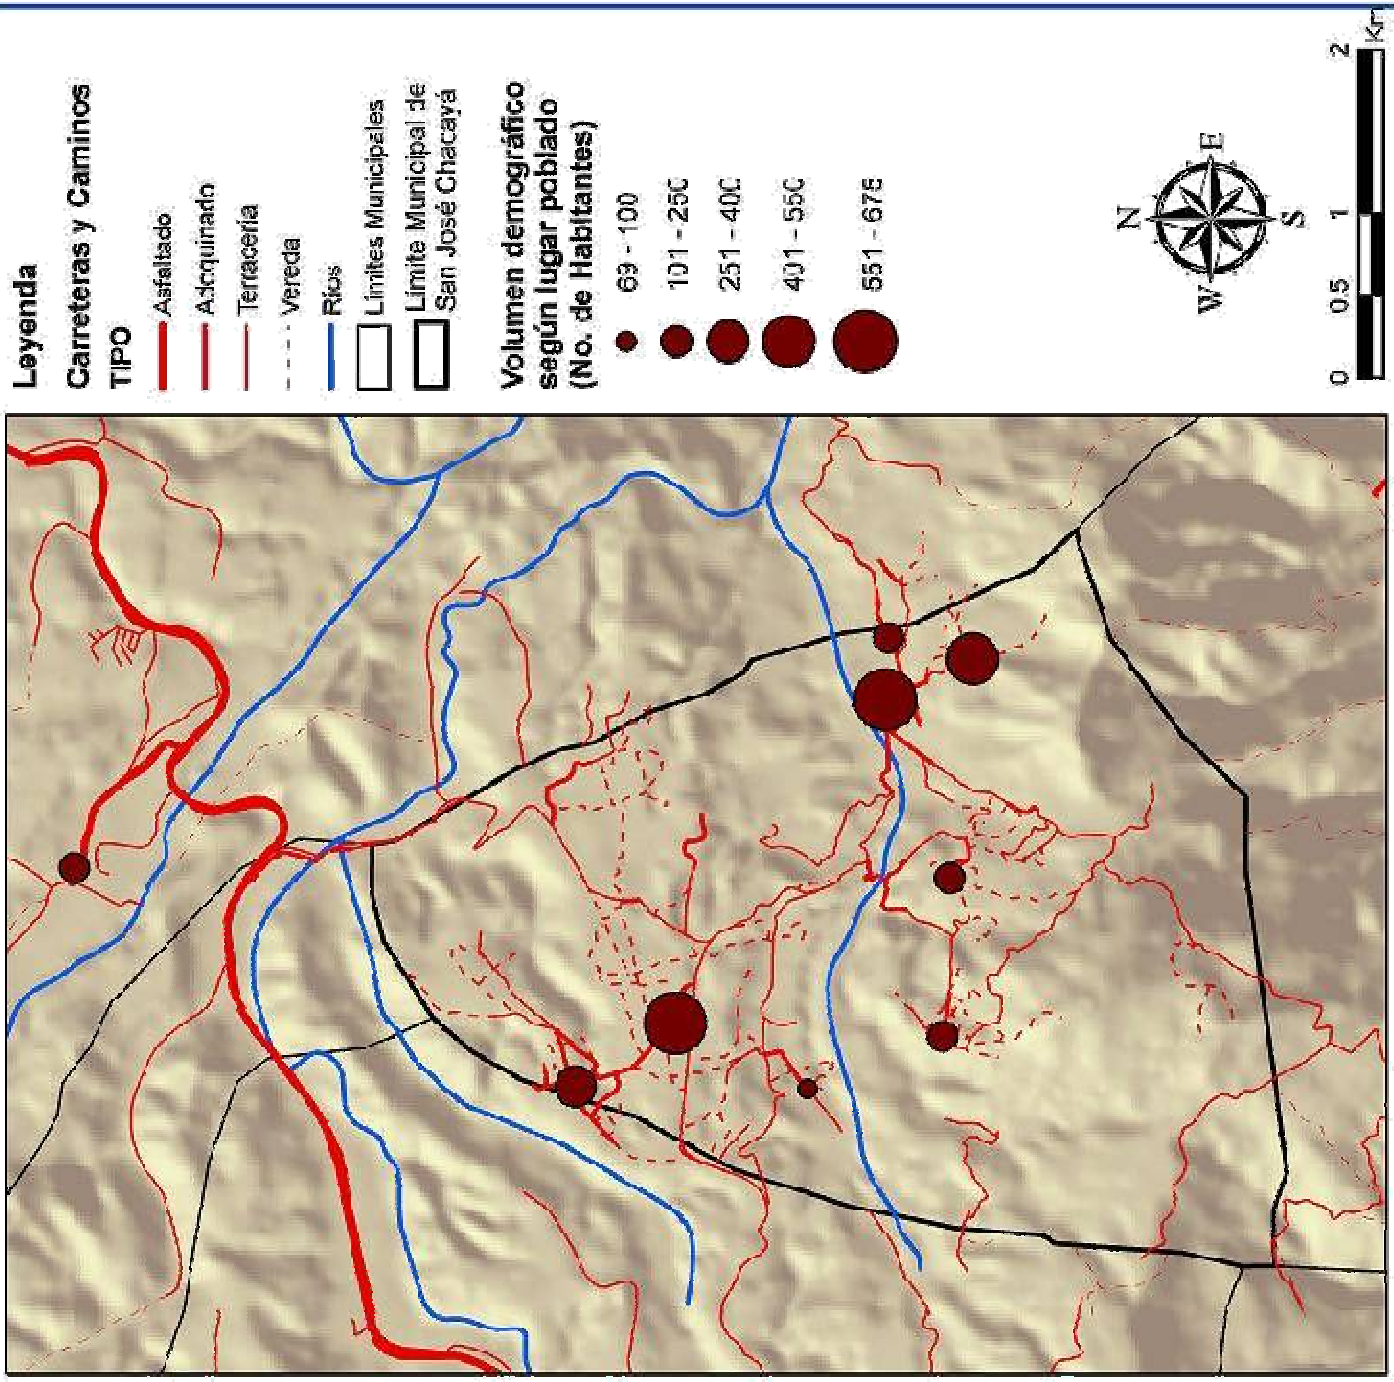 Leyenda
Carreteras y Caminos
TIPO
Asfaltado
Adoquinado
Terracería
Vereda
Ríos
Límites Municipales
Límite Municipal de
San José Chacayá
Volumen demográfico
según lugar poblado
(No. de Habitantes)
69 - 100
101 - 250
251 - 400
401 - 550
551 - 675
N
E
S
W
0 0.5 1 2
Km